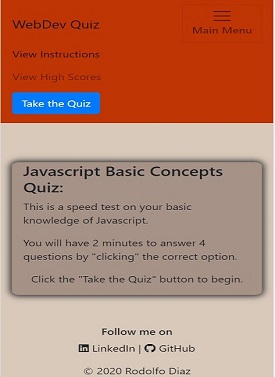 WebDev Quiz
Main Menu
View Instructions
View High Scores
Take the Quiz
Javascript Basic Concepts
Quiz:
This is a speed test on your basic
knowledge of Javascript.
You will have 2 minutes to answer 4
questions by "clicking" the correct option.
Click the "Take the Quiz" button to begin.
Follow me on
LinkedIn | GitHub
© 2020 Rodolfo Diaz